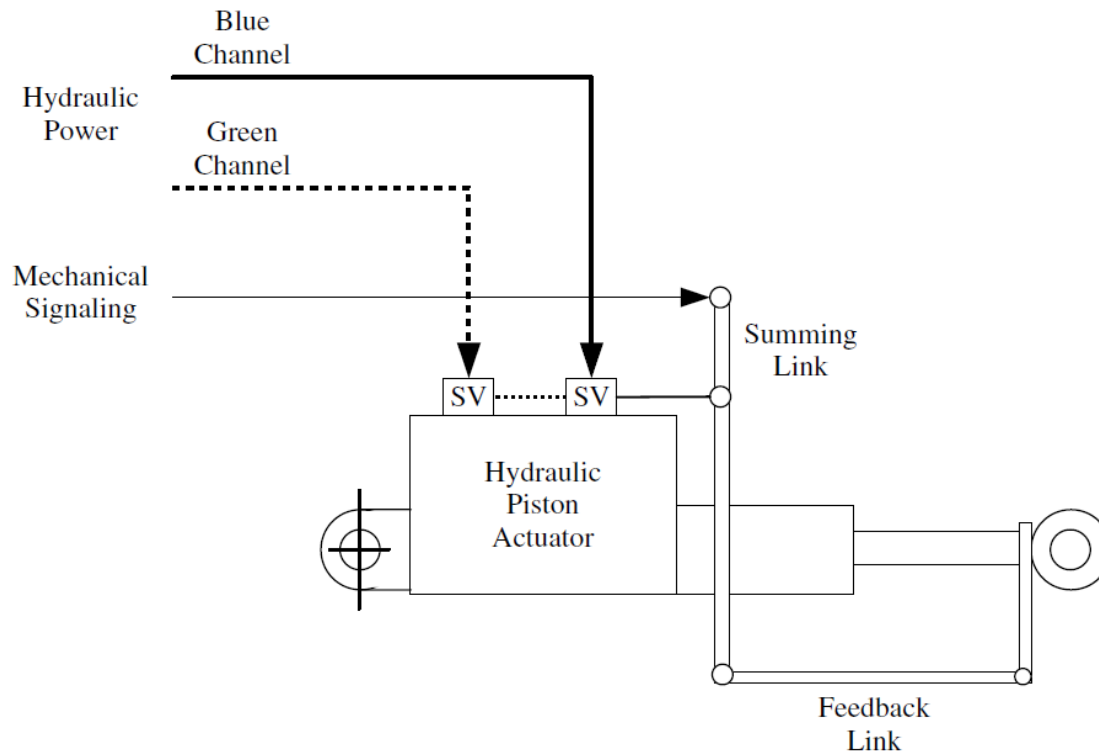 Blue
Channel
Hydraulic
Power
Green
Channel
Mechanical
Signaling
Summing
Link
SV
SV
Hydraulic
Piston
Actuator
Feedback
Link